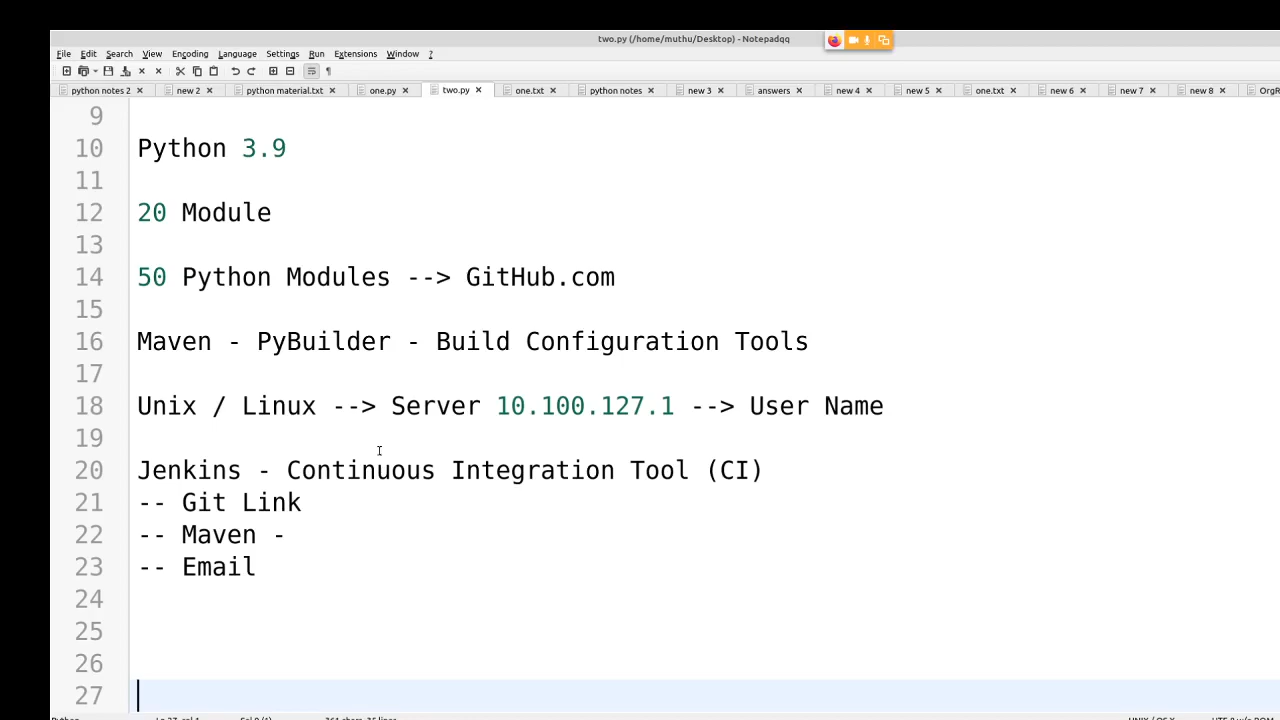 two.py (/home/muthu/Desktop) - Notepadqq
File Edit Search View Encoding Language Settings Run Extensions Window ?
python notes 2 new 2 python material.txt one.py two.py one.txt python notes new 3 answers new 4 new 5 one.txt new 6 new 7 new 8 OrgR
9
10 Python 3.9
11
12 20 Module
13
14 50 Python Modules --> GitHub.com
15
16 Maven - PyBuilder - Build Configuration Tools
17
18 Unix / Linux --> Server 10.100.127.1 --> User Name
19
20 Jenkins - Continuous Integration Tool (CI)
21 -- Git Link
22 -- Maven -
23 -- Email
24
25
26
27